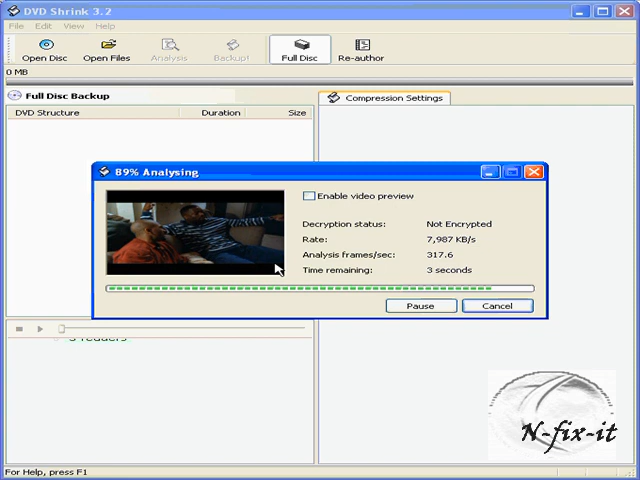 DVD Shrink 3.2
File Edit View Help
Open Disc Open Files Analysis Backup! Full Disc Re-author
0 MB
Full Disc Backup
Compression Settings
DVD Structure Duration Size
89% Analysing
Enable video preview
Decryption status: Not Encrypted
Rate: 7,987 KB/s
Analysis frames/sec: 317.6
Time remaining: 3 seconds
Pause Cancel
N-fix-it
For Help, press F1